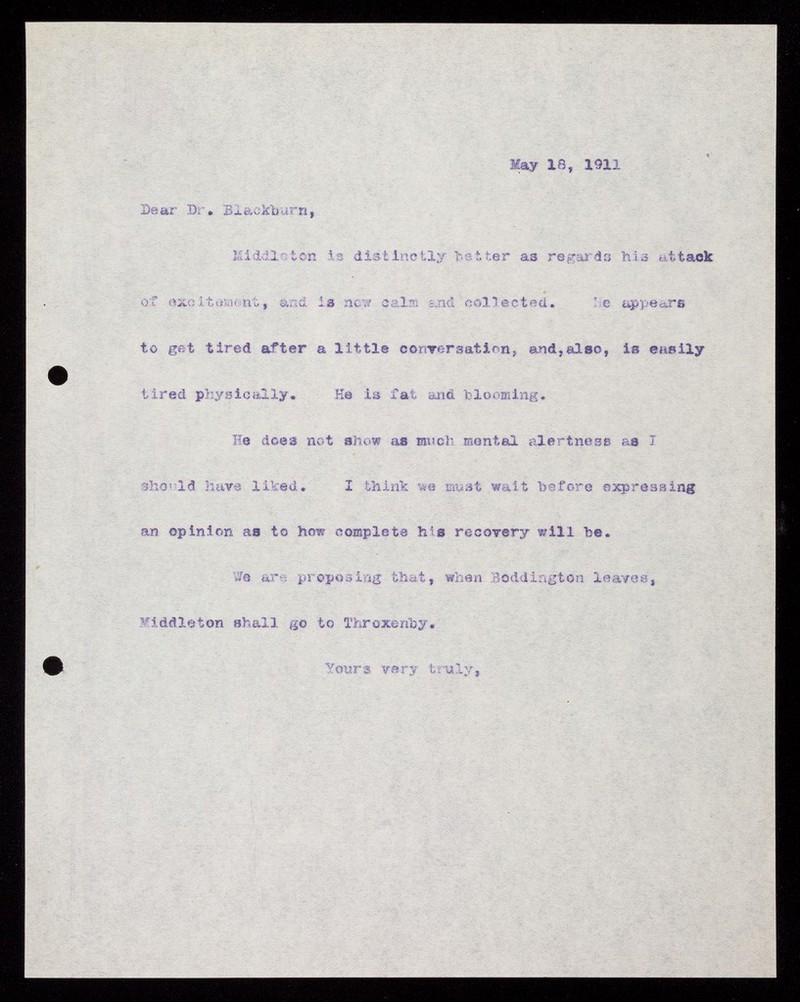 May 18, 1911
Dear Dr. Blackburn,
Middleton is distinctly better as regards his attack
of excitement, and is now calm and collected. He appears
to get tired after a little conversation, and,also, is easily
tired physically. He is fat and blooming.
He does not show as much mental alertness as I
should have liked. I think we must wait before expressing
an opinion as to how complete his recovery will be.
We are proposing that, when Boddington leaves,
Middleton shall go to Throxenby.
Yours very truly,